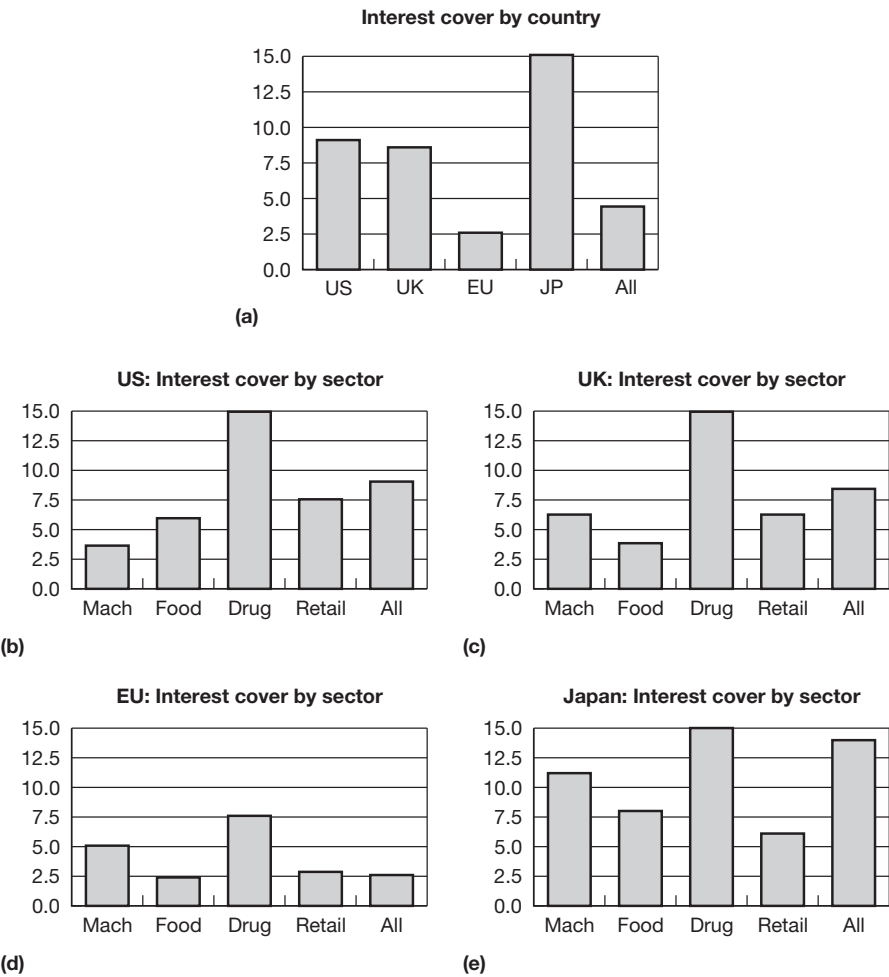 Interest cover by country
15.0
12.5
10.0
7.5
5.0
2.5
0.0
US UK EU JP All
(a)
US: Interest cover by sector
15.0
12.5
10.0
7.5
5.0
2.5
0.0
Mach Food Drug Retail All
(b)
UK: Interest cover by sector
15.0
12.5
10.0
7.5
5.0
2.5
0.0
Mach Food Drug Retail All
(c)
EU: Interest cover by sector
15.0
12.5
10.0
7.5
5.0
2.5
0.0
Mach Food Drug Retail All
(d)
Japan: Interest cover by sector
15.0
12.5
10.0
7.5
5.0
2.5
0.0
Mach Food Drug Retail All
(e)